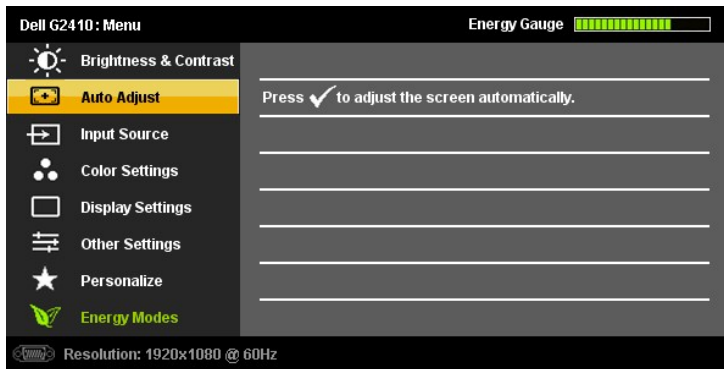 Dell G2410: Menu
Energy Gauge
Brightness & Contrast
Auto Adjust
Press ✓ to adjust the screen automatically.
Input Source
Color Settings
Display Settings
Other Settings
Personalize
Energy Modes
Resolution: 1920x1080 @ 60Hz